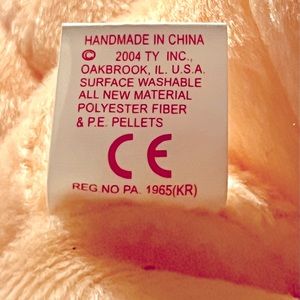 HANDMADE IN CHINA
© 2004 TY INC.,
OAKBROOK, IL. U.S.A.
SURFACE WASHABLE
ALL NEW MATERIAL
POLYESTER FIBER
& P.E. PELLETS
CE
REG.NO PA. 1965(KR)